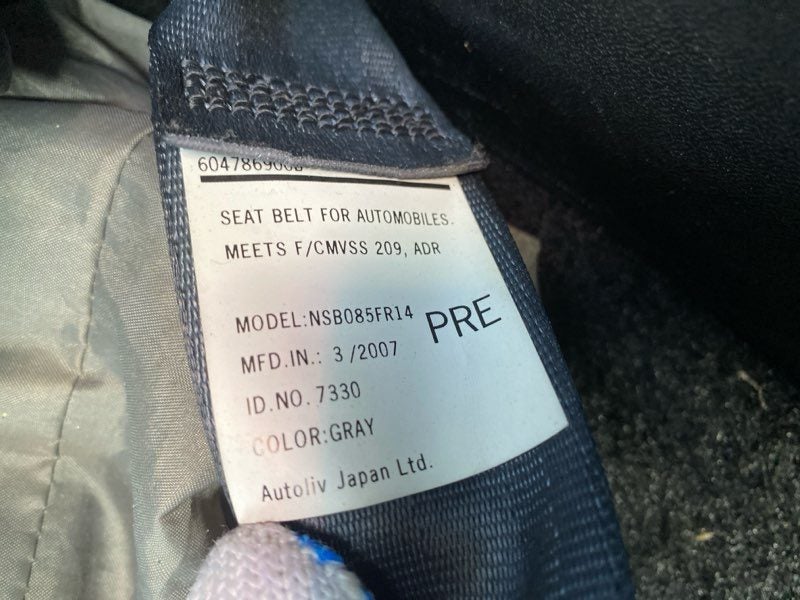 604786900B
SEAT BELT FOR AUTOMOBILES.
MEETS F/CMVSS 209, ADR
MODEL:NSB085FR14
PRE
MFD.IN.: 3/2007
ID.NO. 7330
COLOR:GRAY
Autoliv Japan Ltd.